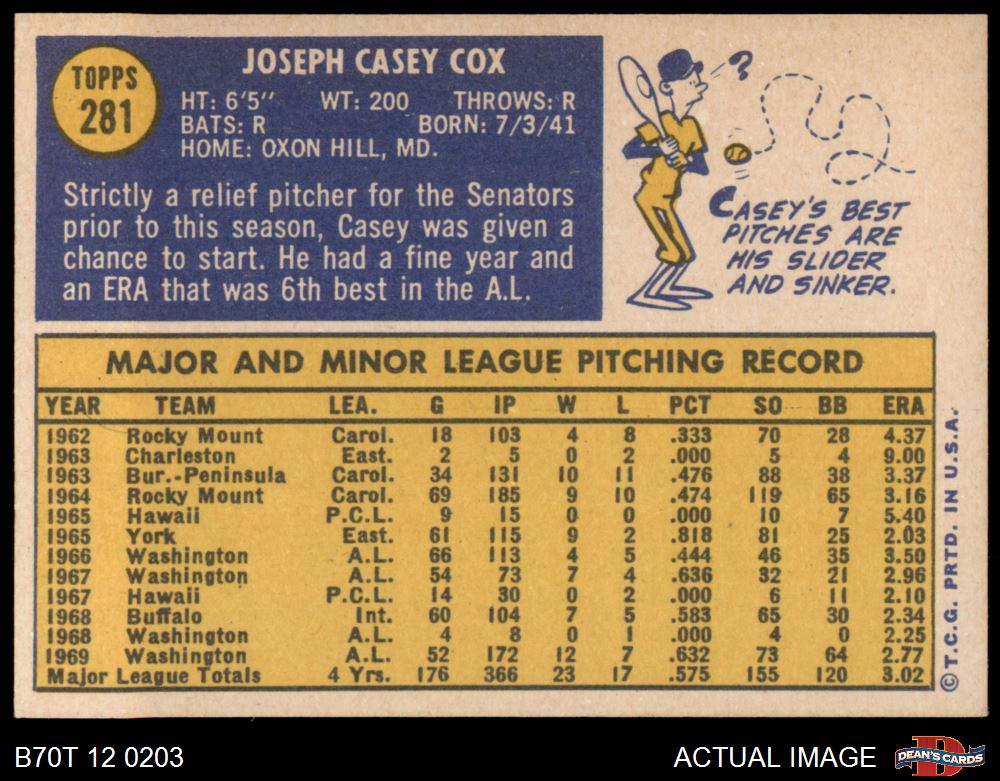 TOPPS
281
JOSEPH CASEY COX
HT: 6'5" WT: 200 THROWS: R
BATS: R BORN: 7/3/41
HOME: OXON HILL, MD.
Strictly a relief pitcher for the Senators
prior to this season, Casey was given a
chance to start. He had a fine year and
an ERA that was 6th best in the A.L.
?
CASEY'S BEST
PITCHES ARE
HIS SLIDER
AND SINKER.
MAJOR AND MINOR LEAGUE PITCHING RECORD
YEAR TEAM LEA. G IP W L PCT SO BB ERA
1962 Rocky Mount Carol. 18 103 4 8 .333 70 28 4.37
1963 Charleston East. 2 5 0 2 .000 5 4 9.00
1963 Bur.-Peninsula Carol. 34 131 10 11 .476 88 38 3.37
1964 Rocky Mount Carol. 69 185 9 10 .474 119 65 3.16
1965 Hawaii P.C.L. 9 15 0 0 .000 10 7 5.40
1965 York East. 61 115 9 2 .818 81 25 2.03
1966 Washington A.L. 66 113 4 5 .444 46 35 3.50
1967 Washington A.L. 54 73 7 4 .636 32 21 2.96
1967 Hawaii P.C.L. 14 30 0 2 .000 6 11 2.10
1968 Buffalo Int. 60 104 7 5 .583 65 30 2.34
1968 Washington A.L. 4 8 0 1 .000 4 0 2.25
1969 Washington A.L. 52 172 12 7 .632 73 64 2.77
Major League Totals 4 Yrs. 176 366 23 17 .575 155 120 3.02
©T.C.G. PRTD. IN U.S.A.
B70T 12 0203
ACTUAL IMAGE
D
DEAN'S CARDS